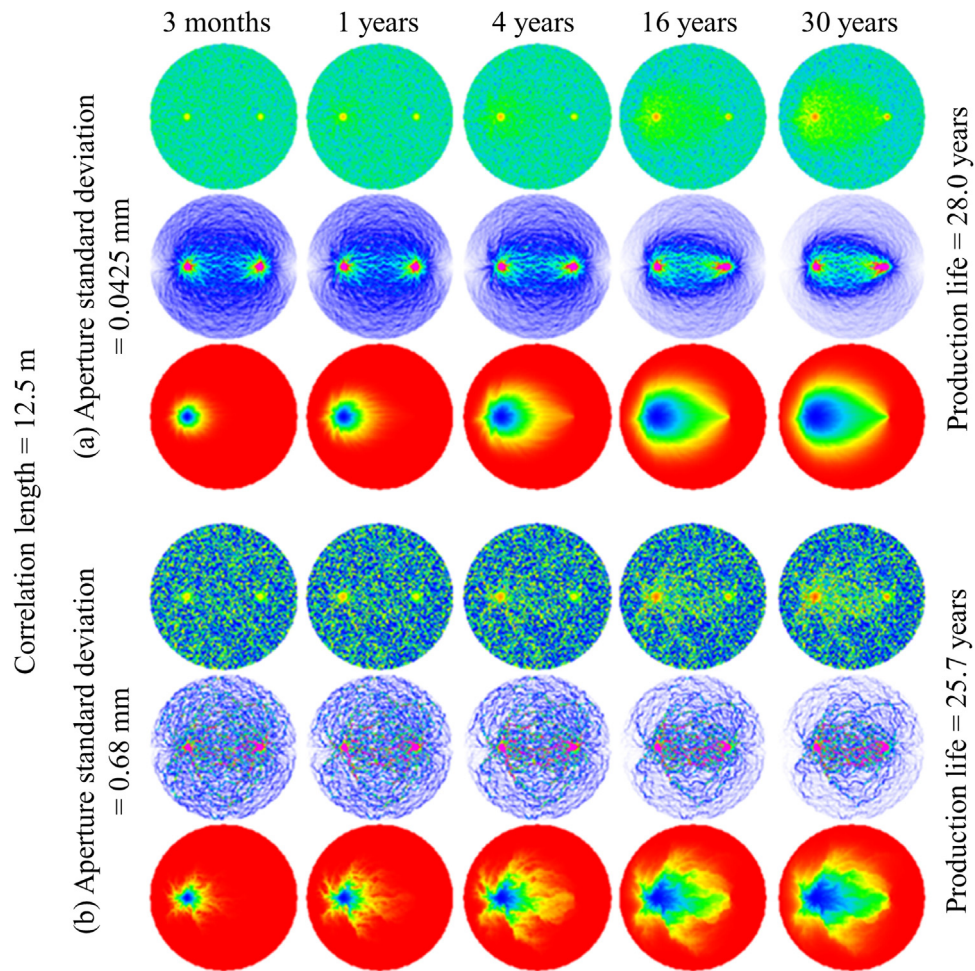 3 months 1 years 4 years 16 years 30 years
Correlation length = 12.5 m
(a) Aperture standard deviation
= 0.0425 mm
Production life = 28.0 years
(b) Aperture standard deviation
= 0.68 mm
Production life = 25.7 years